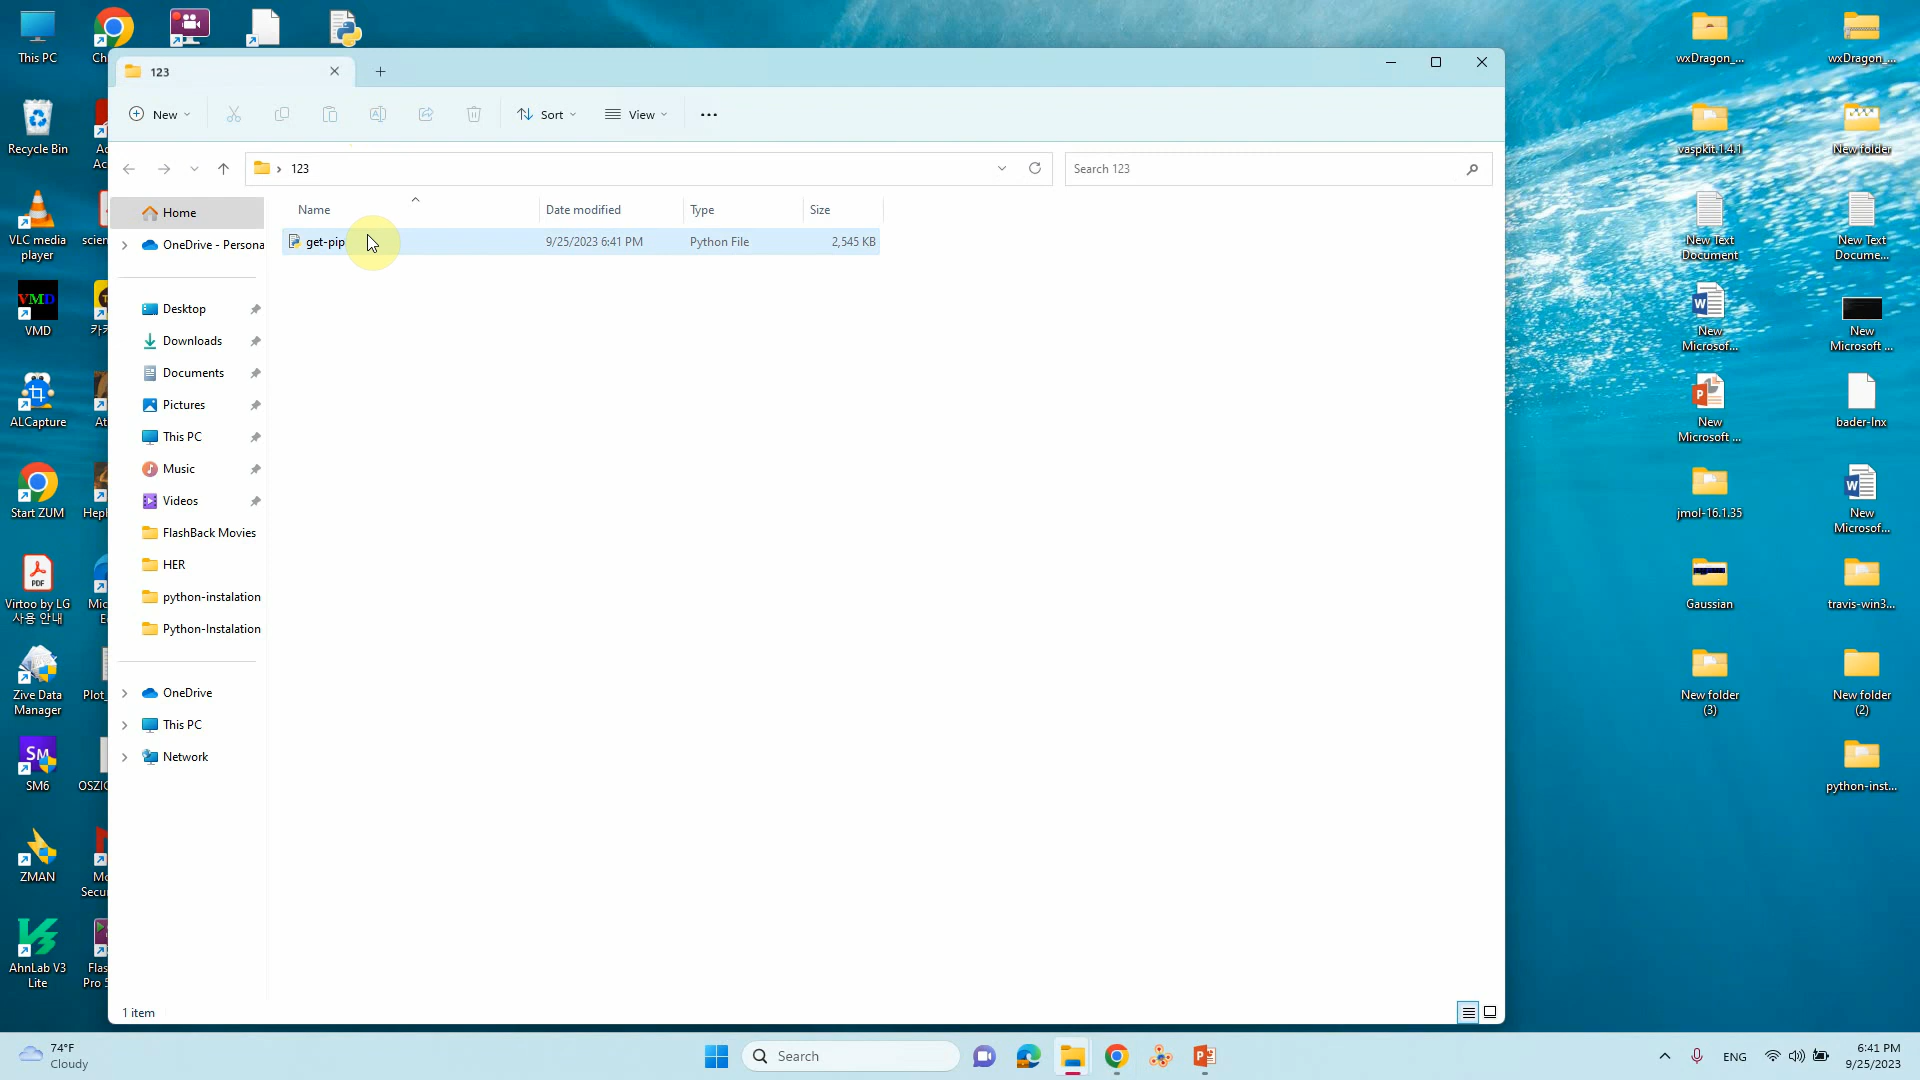 This PC
Recycle Bin
VLC media
player
VMD
ALCapture
Start ZUM
Virtoo by LG
사용 안내
Zive Data
Manager
SM6
ZMAN
AhnLab V3
Lite
123
New
Sort
View
123
Search 123
Name
Date modified
Type
Size
get-pip
9/25/2023 6:41 PM
Python File
2,545 KB
Home
OneDrive - Persona
Desktop
Downloads
Documents
Pictures
This PC
Music
Videos
FlashBack Movies
HER
python-instalation
Python-Instalation
OneDrive
This PC
Network
1 item
wxDragon_...
wxDragon_...
vaspkit.1.4.1
New folder
New Text
Document
New Text
Docume...
New
Microsof...
New
Microsoft ...
New
Microsoft ...
bader-lnx
jmol-16.1.35
New
Microsof...
Gaussian
travis-win3...
New folder
(3)
New folder
(2)
python-inst...
74°F
Cloudy
Search
ENG
6:41 PM
9/25/2023